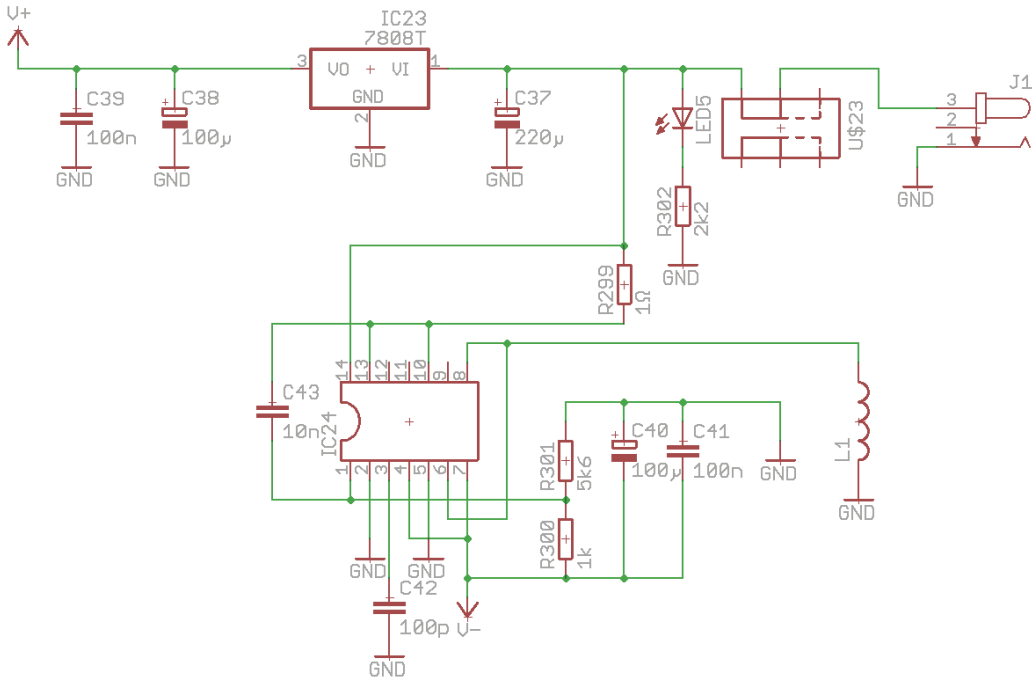 V+
IC23
7808T
3
VO
VI
1
GND
2
GND
C39
100n
GND
C38
100µ
GND
C37
220µ
GND
LED5
R302
2k2
GND
U$23
J1
3
2
1
GND
R299
1Ω
14
13
12
11
10
9
8
C43
10n
IC24
1
2
3
4
5
6
7
R301
5k6
C40
100µ
C41
100n
GND
L1
GND
R300
1k
GND
GND
C42
100p
V-
GND